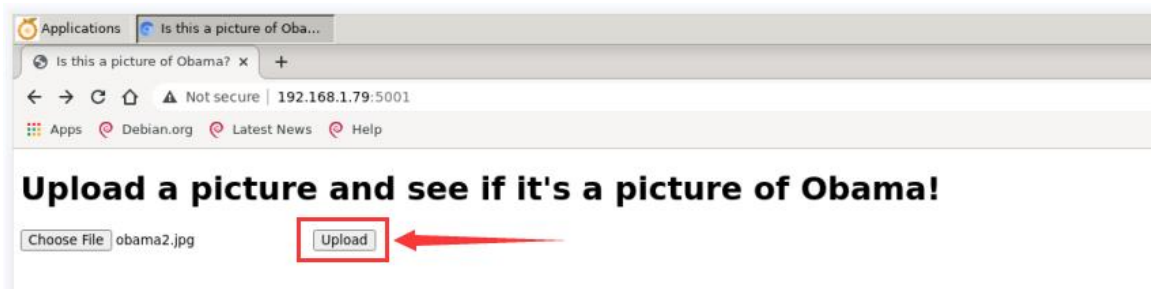 Applications Is this a picture of Oba...
Is this a picture of Obama? × +
Not secure | 192.168.1.79:5001
Apps Debian.org Latest News Help
Upload a picture and see if it's a picture of Obama!
Choose File obama2.jpg Upload